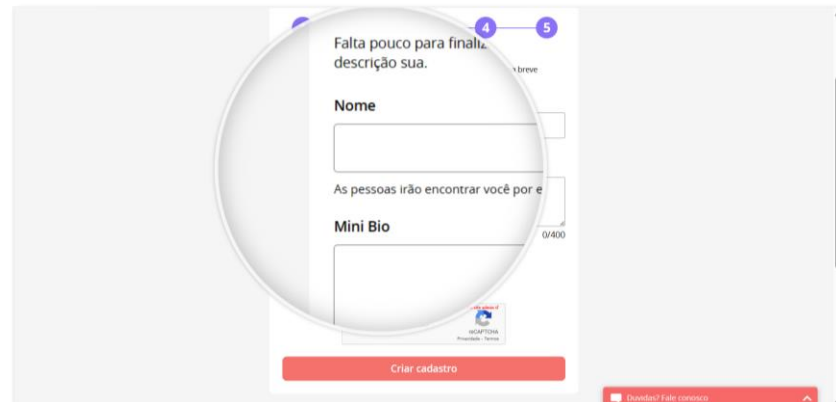 4 5
Falta pouco para finaliz
descrição sua.
breve
Nome
As pessoas irão encontrar você por e
Mini Bio
0/400
reCAPTCHA
Privacidade - Termos
Criar cadastro
Duvidas? Fale conosco